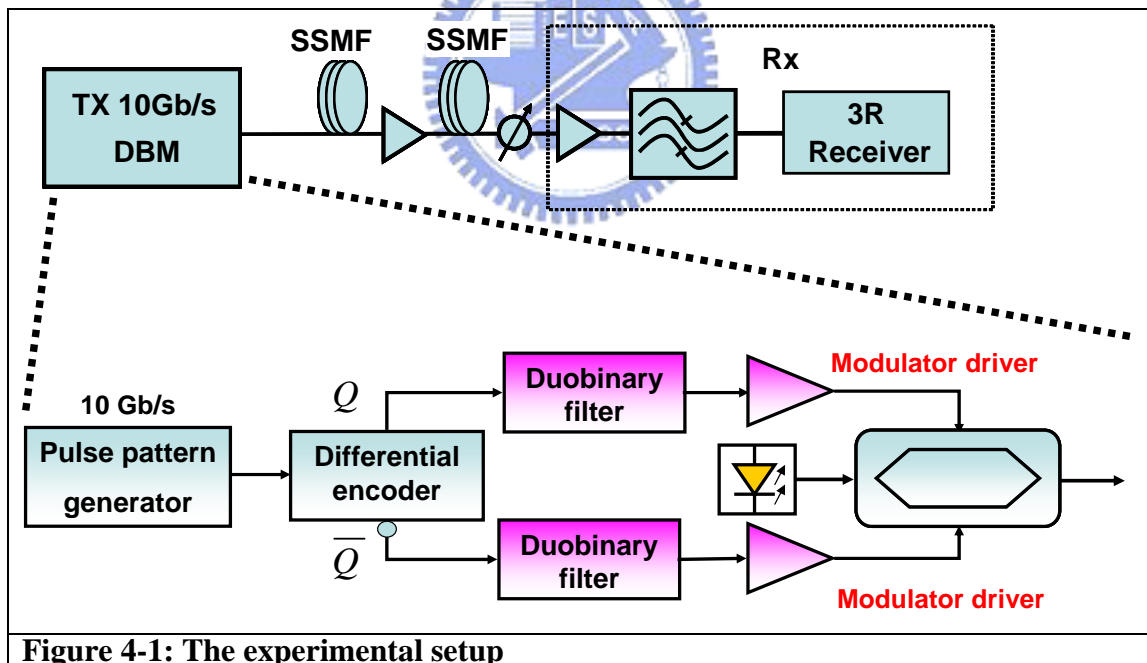 SSMF
SSMF
Rx
TX 10Gb/s
DBM
3R
Receiver
10 Gb/s
Pulse pattern
generator
Q
Differential
encoder
Q̅
Duobinary
filter
Modulator driver
Duobinary
filter
Modulator driver
Figure 4-1: The experimental setup